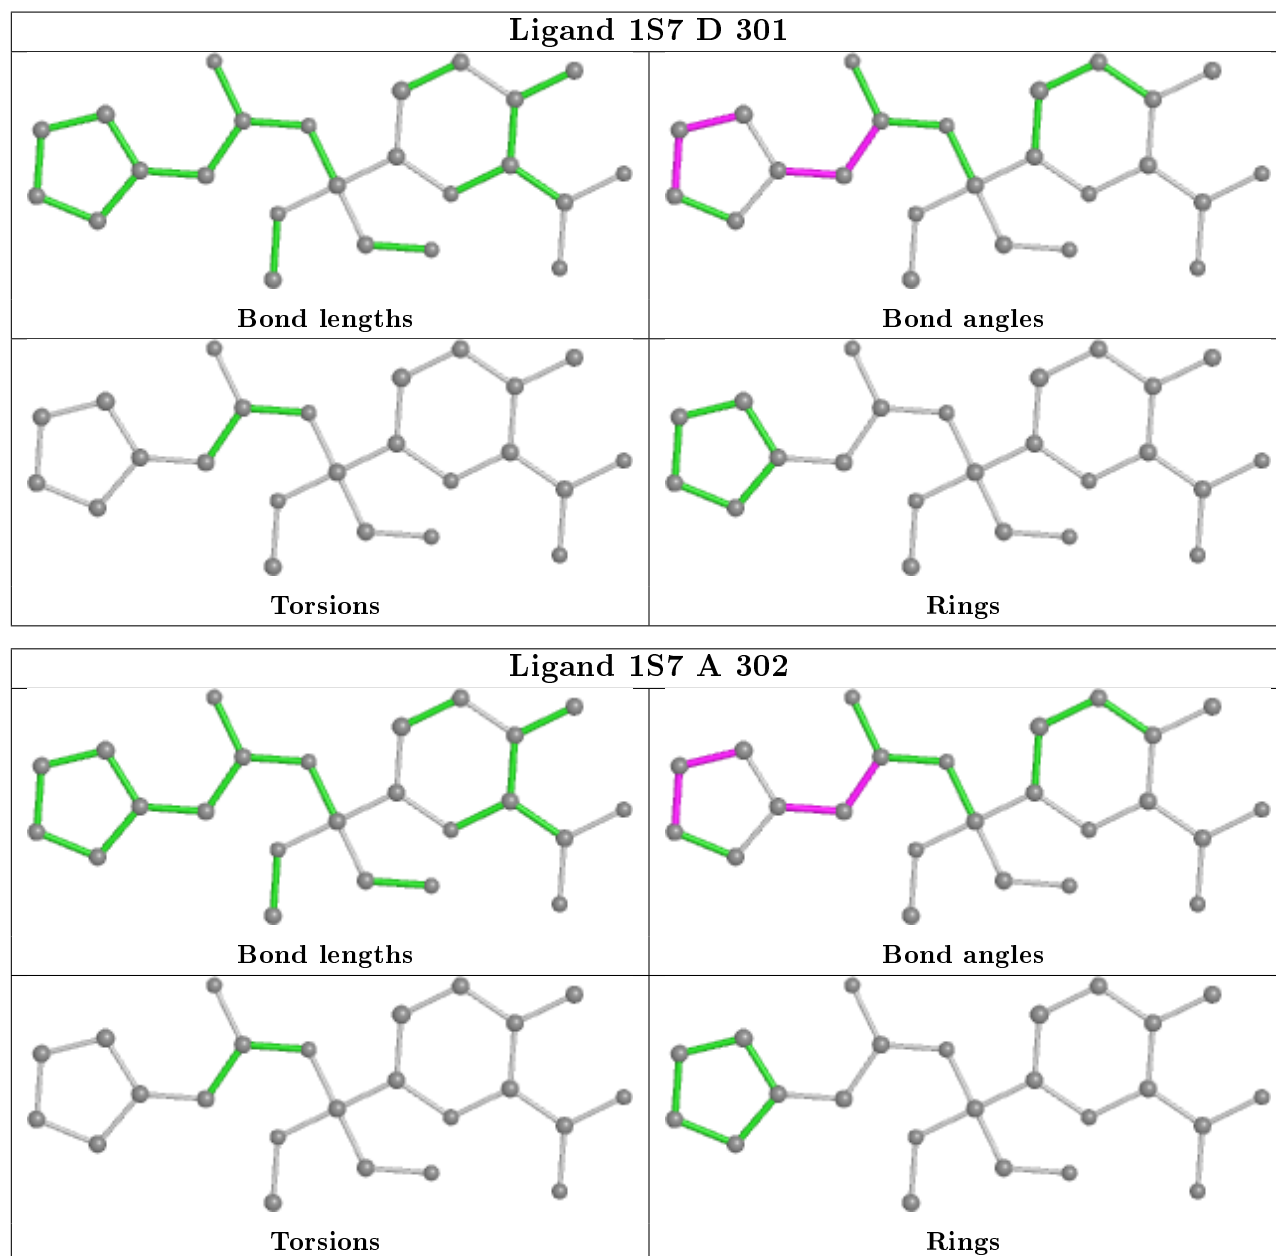 Ligand 1S7 D 301
Bond lengths
Bond angles
Torsions
Rings
Ligand 1S7 A 302
Bond lengths
Bond angles
Torsions
Rings